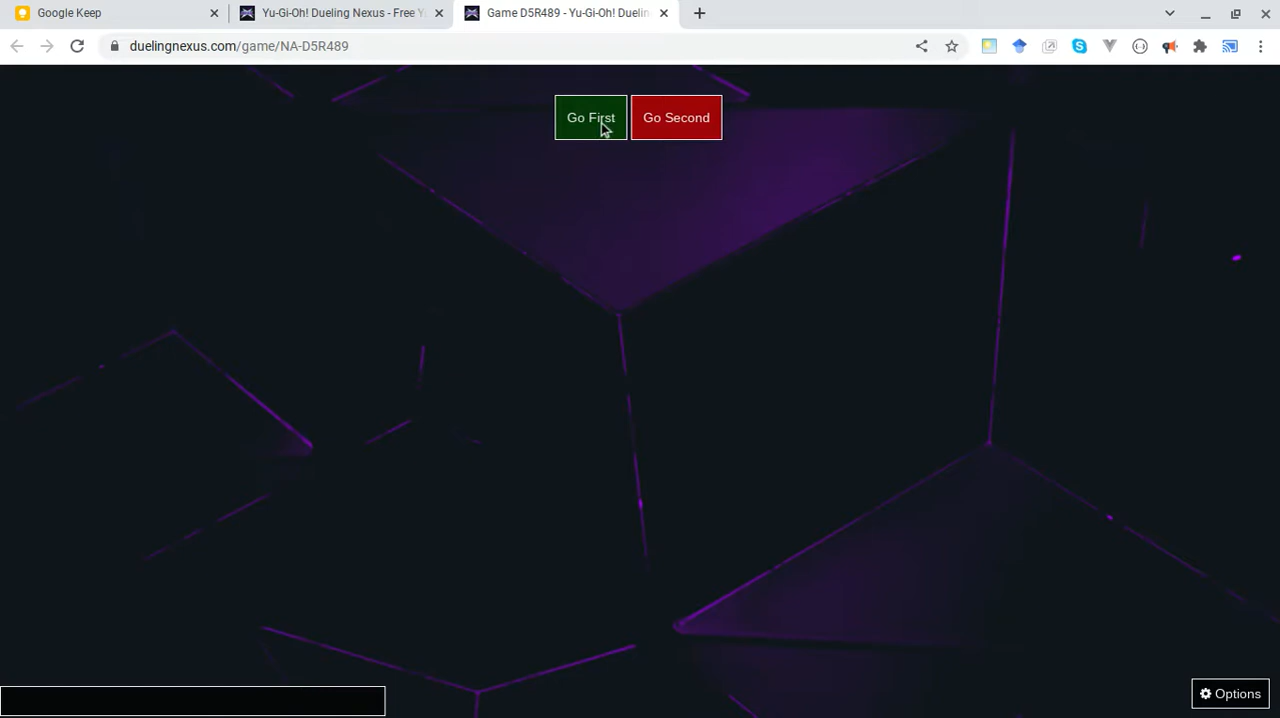 Google Keep
Yu-Gi-Oh! Dueling Nexus - Free Y
Game D5R489 - Yu-Gi-Oh! Duelin
duelingnexus.com/game/NA-D5R489
Go First
Go Second
Options